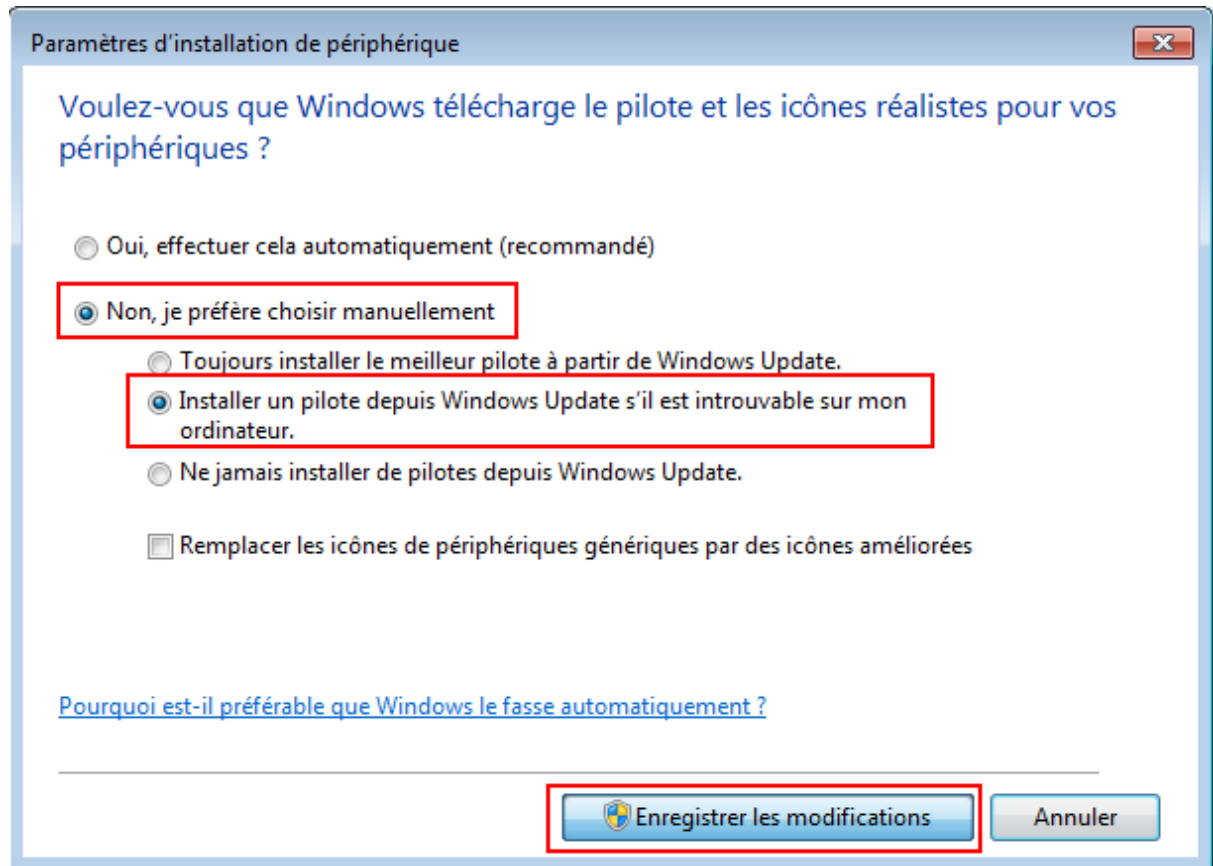 Paramètres d'installation de périphérique
Voulez-vous que Windows télécharge le pilote et les icônes réalistes pour vos
périphériques ?
Oui, effectuer cela automatiquement (recommandé)
Non, je préfère choisir manuellement
Toujours installer le meilleur pilote à partir de Windows Update.
Installer un pilote depuis Windows Update s'il est introuvable sur mon
ordinateur.
Ne jamais installer de pilotes depuis Windows Update.
Remplacer les icônes de périphériques génériques par des icônes améliorées
Pourquoi est-il préférable que Windows le fasse automatiquement ?
Enregistrer les modifications
Annuler